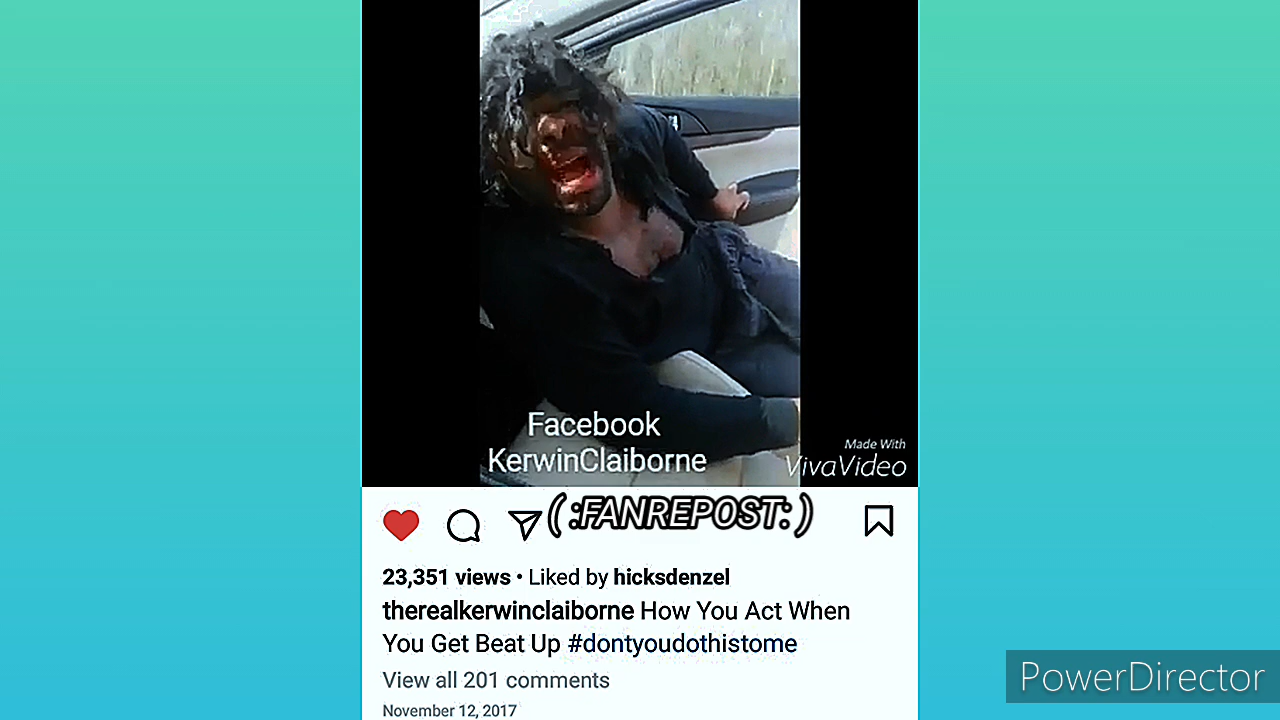 Facebook
KerwinClaiborne
Made With
VivaVideo
( :FANREPOST: )
23,351 views • Liked by hicksdenzel
therealkerwinclaiborne How You Act When
You Get Beat Up #dontyoudothistome
View all 201 comments
November 12, 2017
PowerDirector